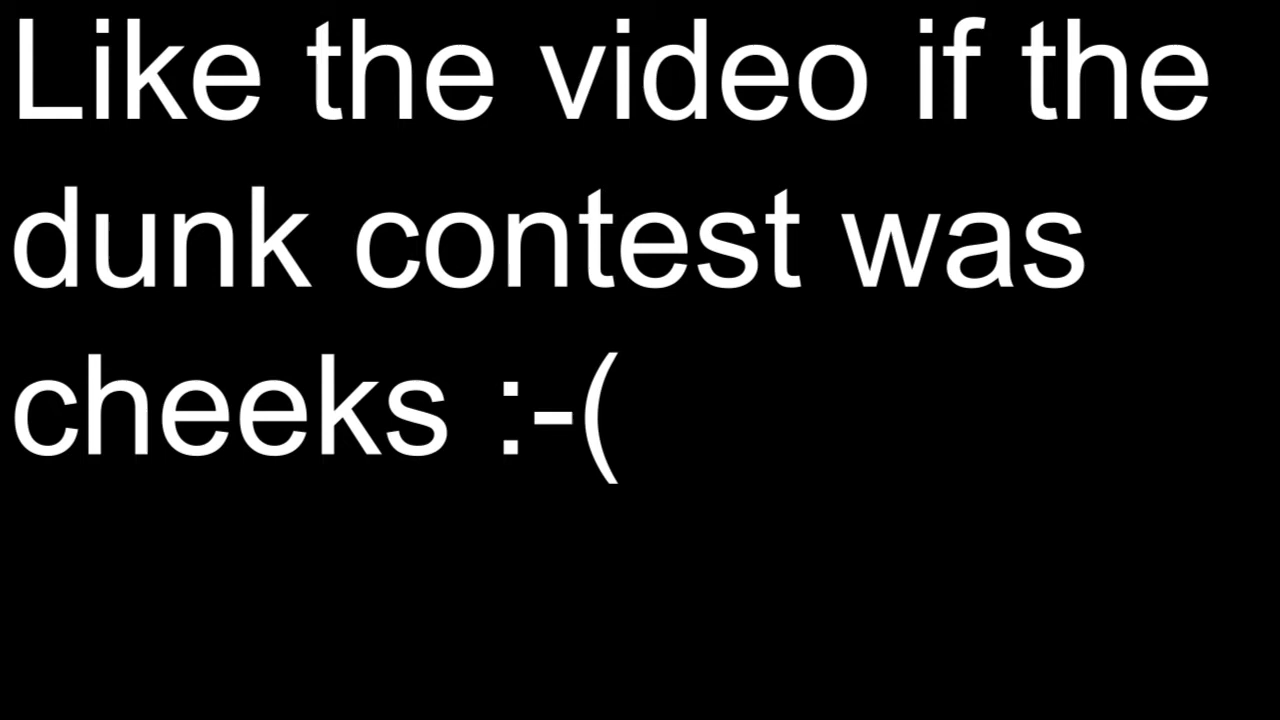 Like the video if the
dunk contest was
cheeks :-(